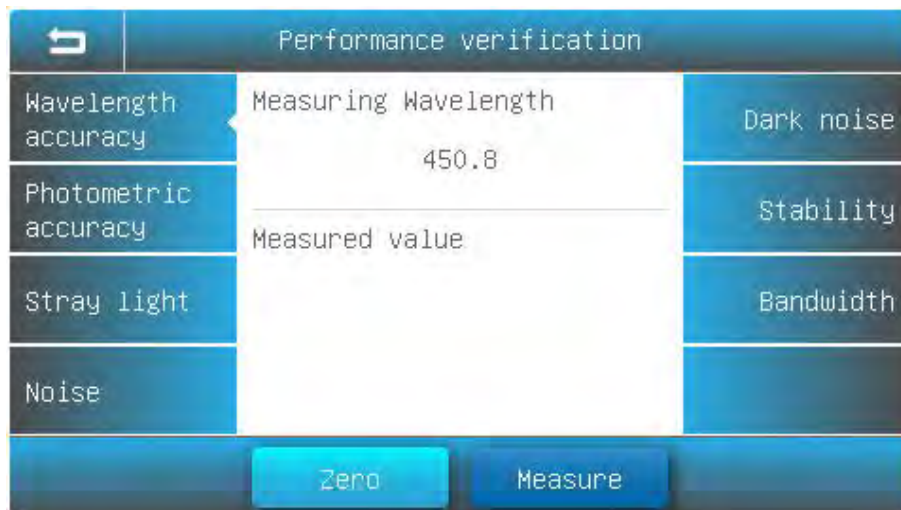 Performance verification
Wavelength
accuracy
Photometric
accuracy
Stray light
Noise
Measuring Wavelength
450.8
Measured value
Dark noise
Stability
Bandwidth
Zero
Measure